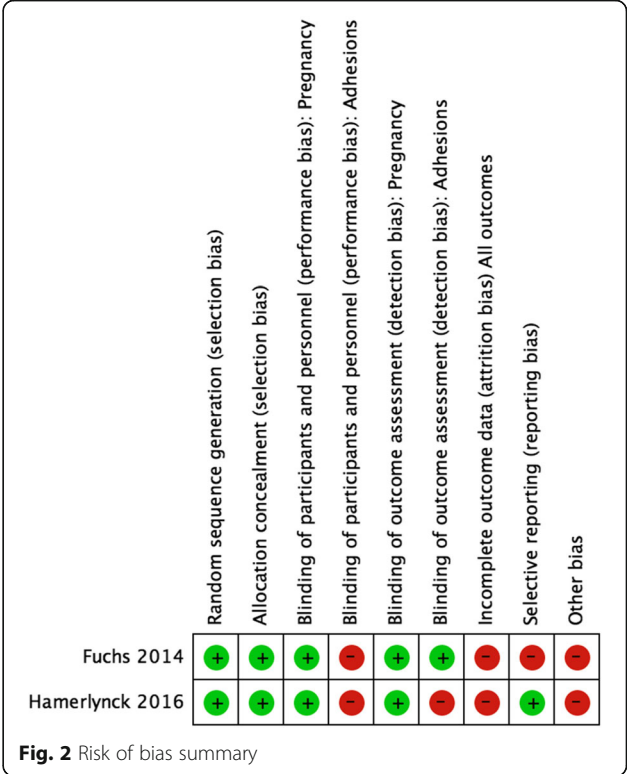 Random sequence generation (selection bias)
Allocation concealment (selection bias)
Blinding of participants and personnel (performance bias): Pregnancy
Blinding of participants and personnel (performance bias): Adhesions
Blinding of outcome assessment (detection bias): Pregnancy
Blinding of outcome assessment (detection bias): Adhesions
Incomplete outcome data (attrition bias) All outcomes
Selective reporting (reporting bias)
Other bias
Fuchs 2014 + + + - + + - - -
Hamerlynck 2016 + + + - + - - + -
Fig. 2 Risk of bias summary